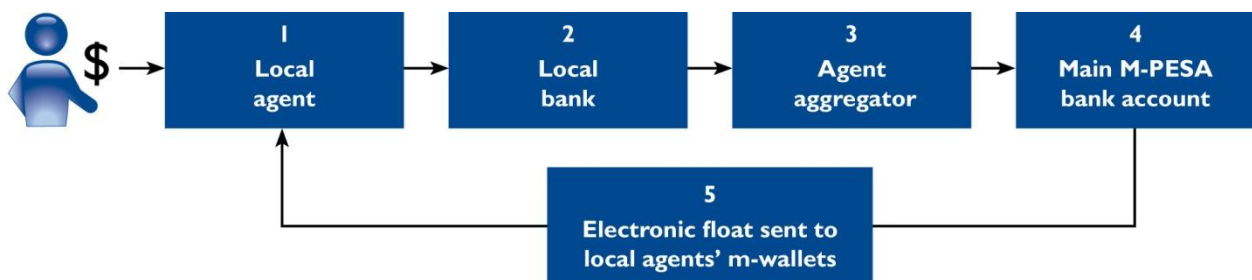 $
1
Local
agent
2
Local
bank
3
Agent
aggregator
4
Main M-PESA
bank account
5
Electronic float sent to
local agents’ m-wallets